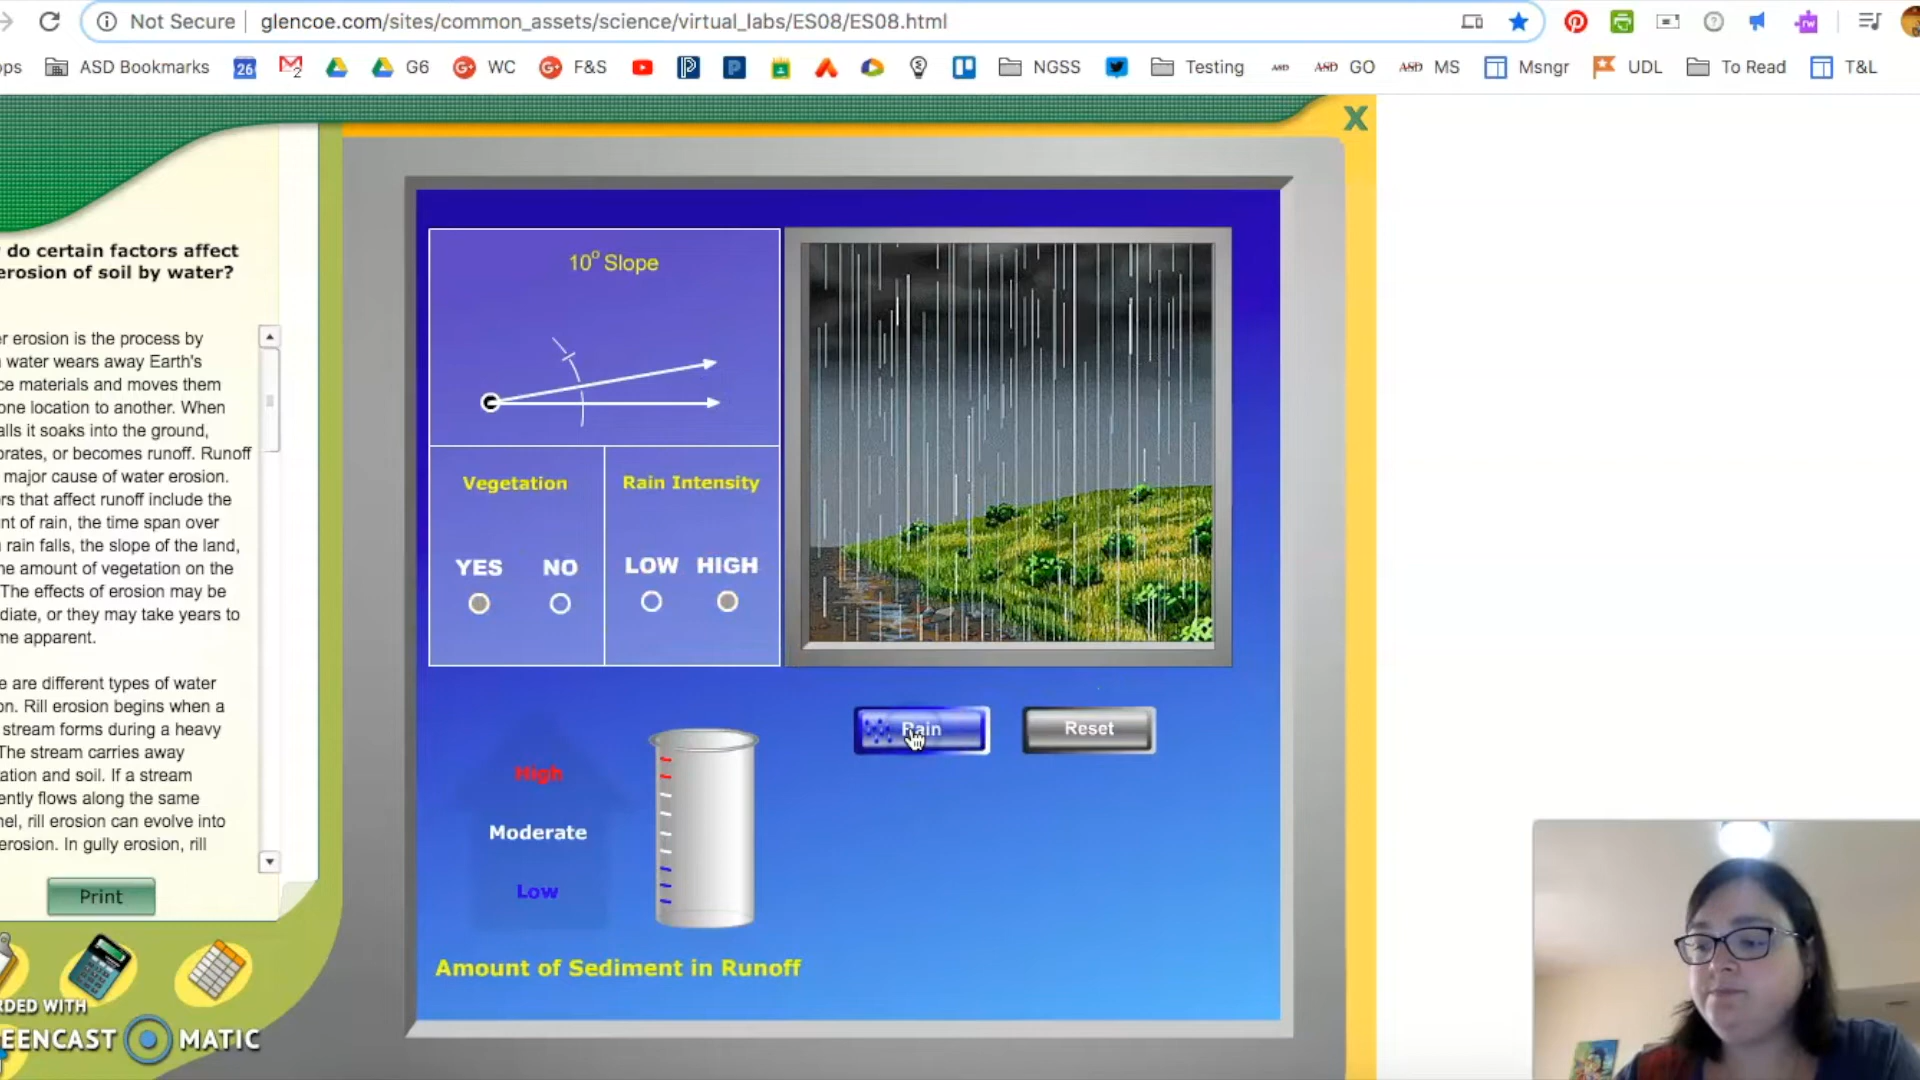 Not Secure
glencoe.com/sites/common_assets/science/virtual_labs/ES08/ES08.html
ops
ASD Bookmarks
26
2
G6
WC
F&S
NGSS
Testing
ASD
ASD GO
ASD MS
Msngr
UDL
To Read
T&L
X
do certain factors affect
erosion of soil by water?
r erosion is the process by
water wears away Earth's
ce materials and moves them
one location to another. When
alls it soaks into the ground,
orates, or becomes runoff. Runoff
major cause of water erosion.
rs that affect runoff include the
nt of rain, the time span over
rain falls, the slope of the land,
he amount of vegetation on the
The effects of erosion may be
diate, or they may take years to
me apparent.
e are different types of water
on. Rill erosion begins when a
stream forms during a heavy
The stream carries away
ation and soil. If a stream
ently flows along the same
nel, rill erosion can evolve into
erosion. In gully erosion, rill
Print
10° Slope
Vegetation
YES NO
Rain Intensity
LOW HIGH
Rain
Reset
High
Moderate
Low
Amount of Sediment in Runoff
RDED WITH
EENCAST MATIC